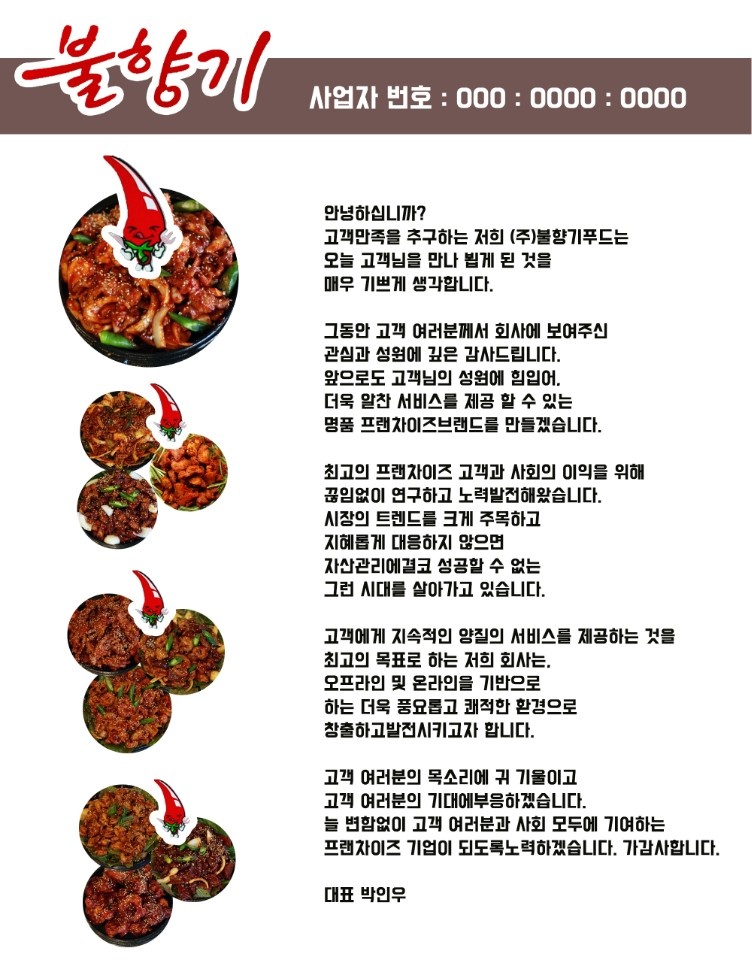 불향기
사업자 번호 : 000 : 0000 : 0000
안녕하십니까?
고객만족을 추구하는 저희 (주)불향기푸드는
오늘 고객님을 만나 뵙게 된 것을
매우 기쁘게 생각합니다.
그동안 고객 여러분께서 회사에 보여주신
관심과 성원에 깊은 감사드립니다.
앞으로도 고객님의 성원에 힘입어,
더욱 알찬 서비스를 제공 할 수 있는
명품 프랜차이즈브랜드를 만들겠습니다.
최고의 프랜차이즈 고객과 사회의 이익을 위해
끊임없이 연구하고 노력발전해왔습니다.
시장의 트렌드를 크게 주목하고
지혜롭게 대응하지 않으면
자산관리에결코 성공할 수 없는
그런 시대를 살아가고 있습니다.
고객에게 지속적인 양질의 서비스를 제공하는 것을
최고의 목표로 하는 저희 회사는,
오프라인 및 온라인을 기반으로
하는 더욱 풍요롭고 쾌적한 환경으로
창출하고발전시키고자 합니다.
고객 여러분의 목소리에 귀 기울이고
고객 여러분의 기대에부응하겠습니다.
늘 변함없이 고객 여러분과 사회 모두에 기여하는
프랜차이즈 기업이 되도록노력하겠습니다. 가감사합니다.
대표 박인우